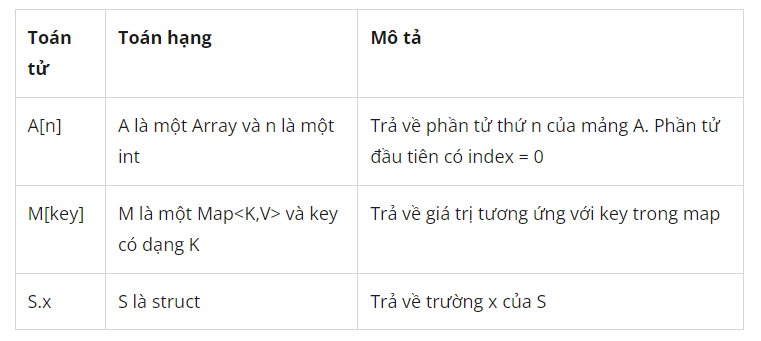 Toán tử
Toán hạng
Mô tả
A[n]
A là một Array và n là một
int
Trả về phần tử thứ n của mảng A. Phần tử
đầu tiên có index = 0
M[key]
M là một Map<K,V> và key
có dạng K
Trả về giá trị tương ứng với key trong map
S.x
S là struct
Trả về trường x của S